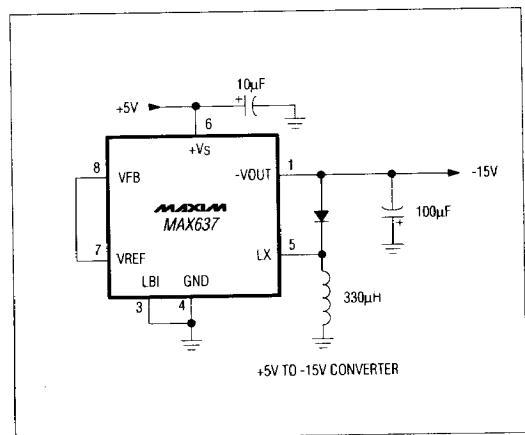 10µF
+5V
6
+VS
8
VFB
-VOUT
1
-15V
MAXIM
MAX637
100µF
7
VREF
LX
5
LBI
GND
3
4
330µH
+5V TO -15V CONVERTER